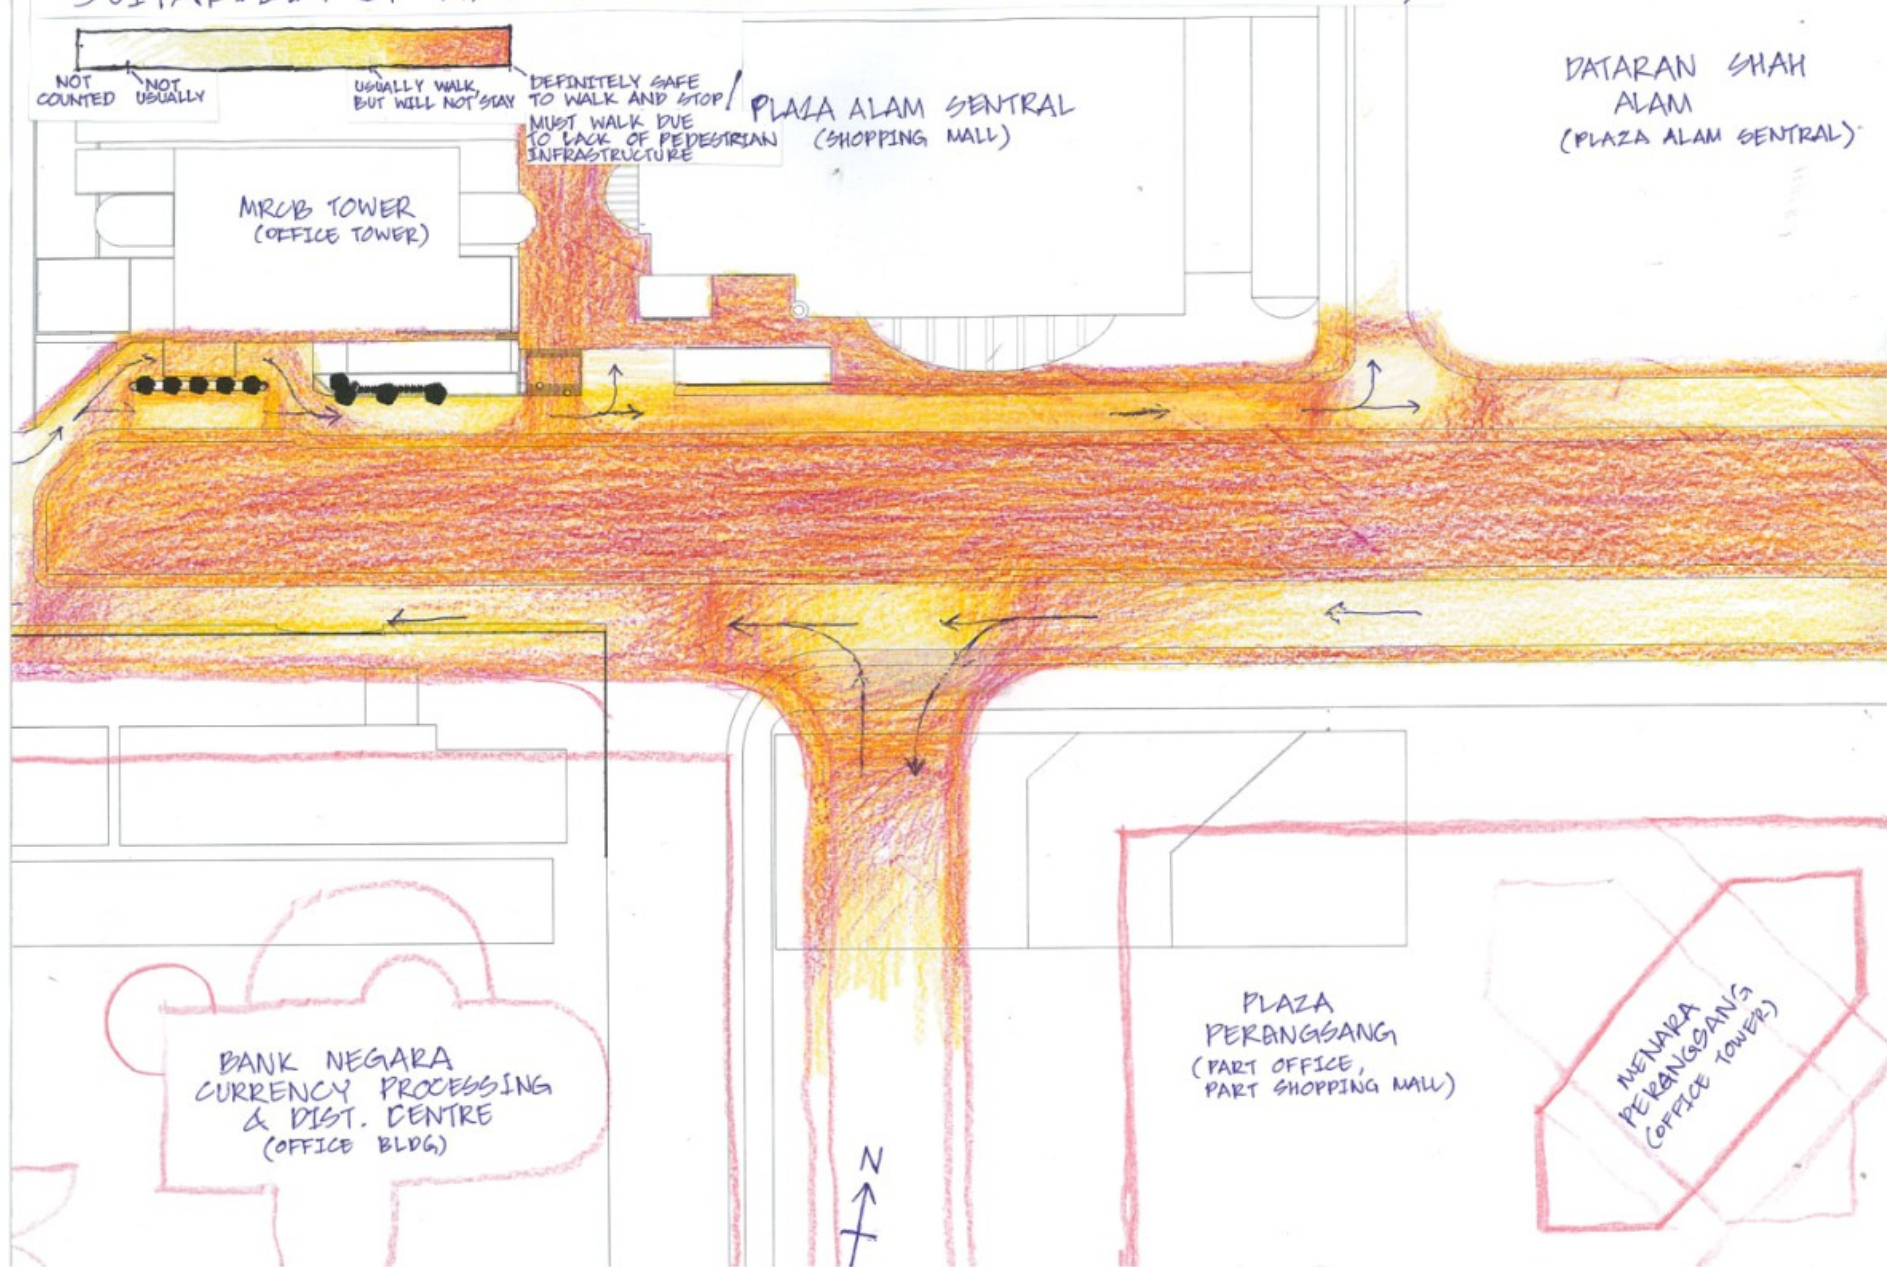 NOT
COUNTED
NOT
USUALLY
USUALLY WALK,
BUT WILL NOT STAY
DEFINITELY SAFE
TO WALK AND STOP/
MUST WALK DUE
TO LACK OF PEDESTRIAN
INFRASTRUCTURE
PLAZA ALAM SENTRAL
(SHOPPING MALL)
DATARAN SHAH
ALAM
(PLAZA ALAM SENTRAL)
MRCB TOWER
(OFFICE TOWER)
BANK NEGARA
CURRENCY PROCESSING
& DIST. CENTRE
(OFFICE BLDG)
N
PLAZA
PERANGSANG
(PART OFFICE,
PART SHOPPING MALL)
MENARA
PERANGSANG
(OFFICE TOWER)